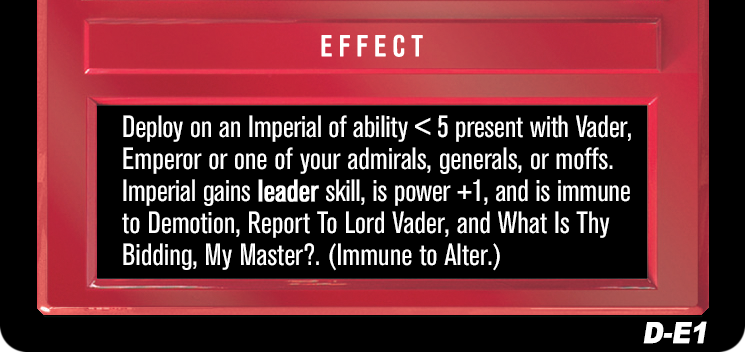 EFFECT
Deploy on an Imperial of ability < 5 present with Vader,
Emperor or one of your admirals, generals, or moffs.
Imperial gains leader skill, is power +1, and is immune
to Demotion, Report To Lord Vader, and What Is Thy
Bidding, My Master?. (Immune to Alter.)
D-E1